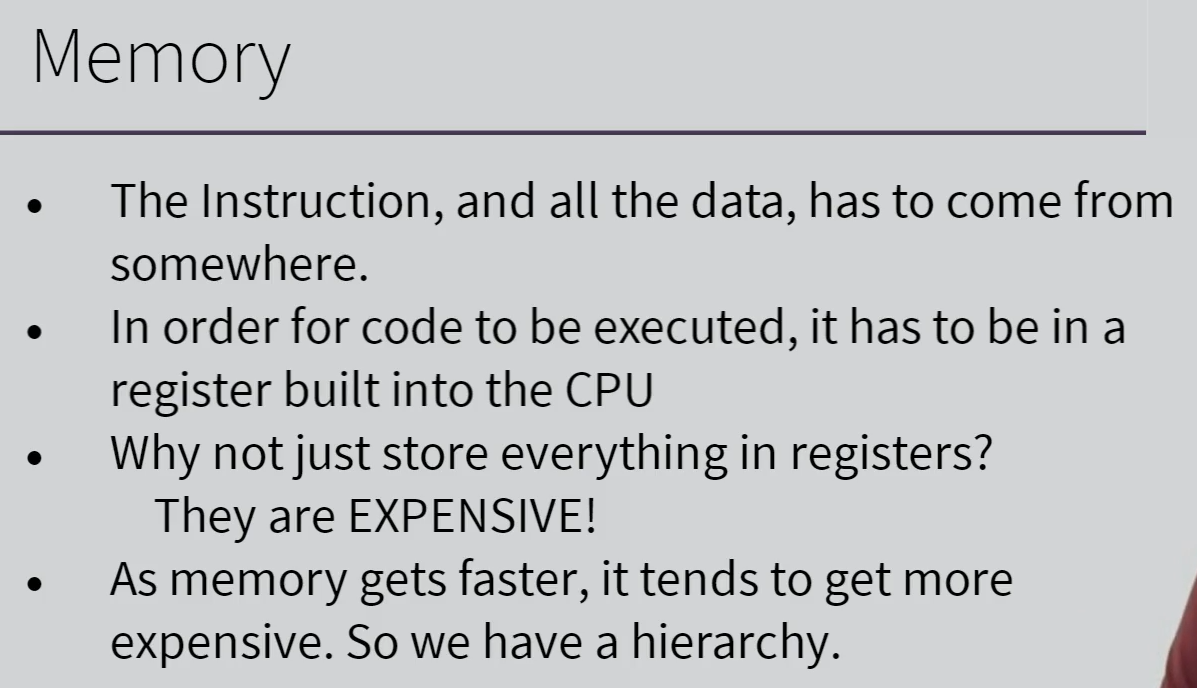 Memory
• The Instruction, and all the data, has to come from
somewhere.
• In order for code to be executed, it has to be in a
register built into the CPU
• Why not just store everything in registers?
They are EXPENSIVE!
• As memory gets faster, it tends to get more
expensive. So we have a hierarchy.